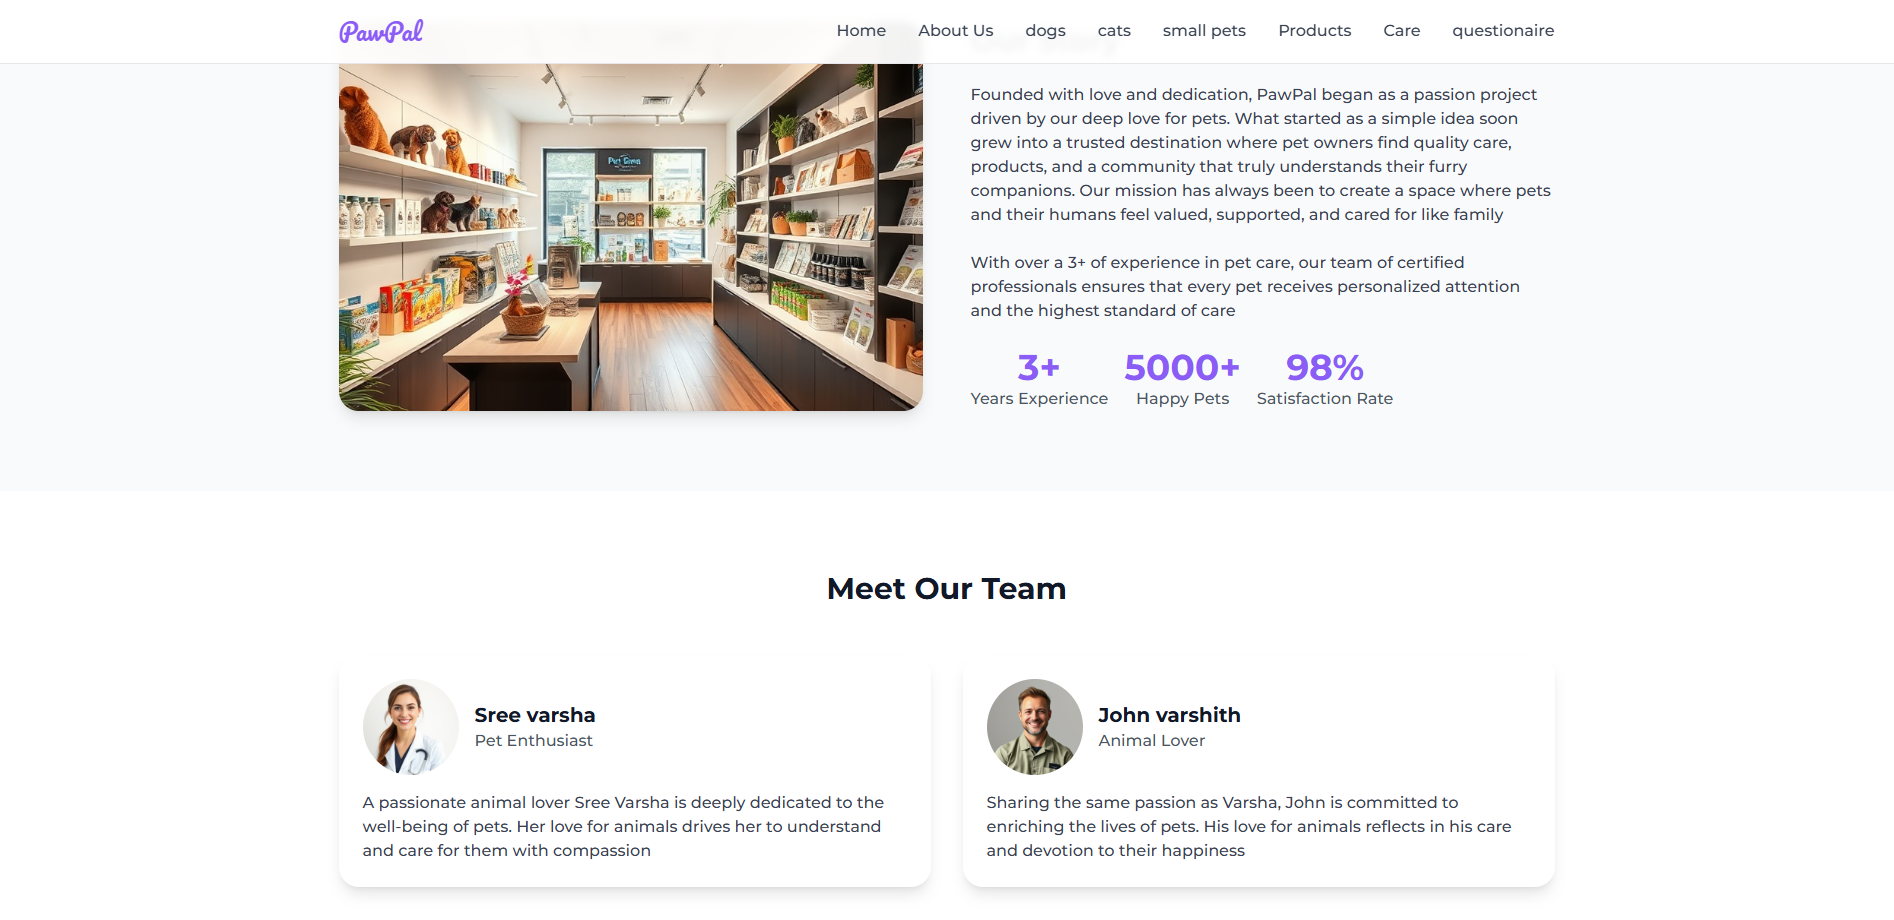 PawPal
Home About Us dogs cats small pets Products Care questionaire
Founded with love and dedication, PawPal began as a passion project
driven by our deep love for pets. What started as a simple idea soon
grew into a trusted destination where pet owners find quality care,
products, and a community that truly understands their furry
companions. Our mission has always been to create a space where pets
and their humans feel valued, supported, and cared for like family
With over a 3+ of experience in pet care, our team of certified
professionals ensures that every pet receives personalized attention
and the highest standard of care
3+ 5000+ 98%
Years Experience Happy Pets Satisfaction Rate
Meet Our Team
Sree varsha
Pet Enthusiast
A passionate animal lover Sree Varsha is deeply dedicated to the
well-being of pets. Her love for animals drives her to understand
and care for them with compassion
John varshith
Animal Lover
Sharing the same passion as Varsha, John is committed to
enriching the lives of pets. His love for animals reflects in his care
and devotion to their happiness